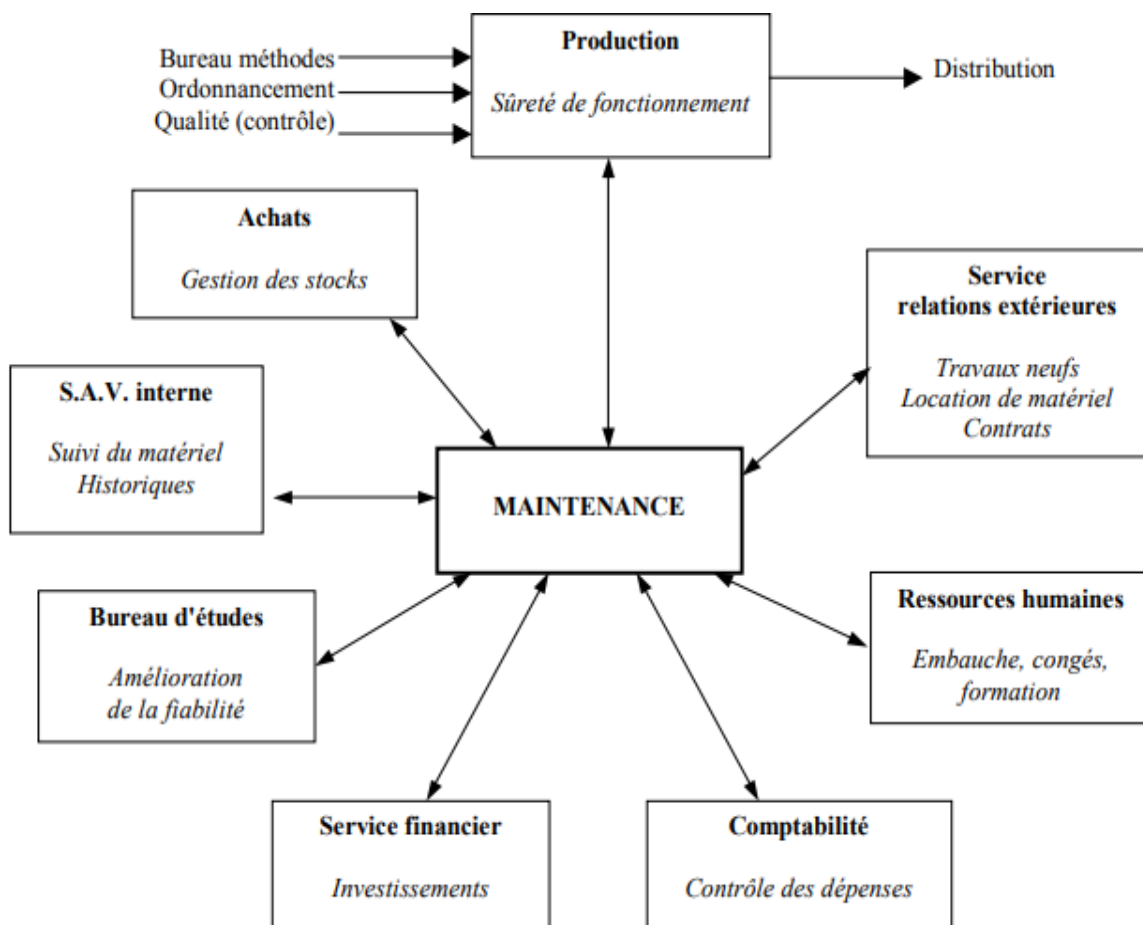 Production
Sûreté de fonctionnement
Bureau méthodes
Ordonnancement
Qualité (contrôle)
Distribution
Achats
Gestion des stocks
Service
relations extérieures
Travaux neufs
Location de matériel
Contrats
S.A.V. interne
Suivi du matériel
Historiques
MAINTENANCE
Bureau d'études
Amélioration
de la fiabilité
Ressources humaines
Embauche, congés,
formation
Service financier
Investissements
Comptabilité
Contrôle des dépenses